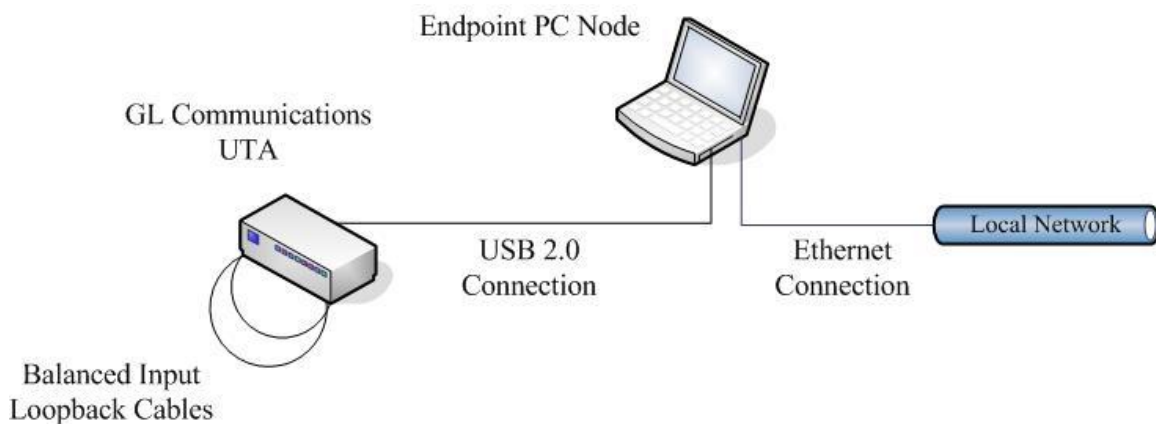 Endpoint PC Node
GL Communications
UTA
USB 2.0
Connection
Ethernet
Connection
Local Network
Balanced Input
Loopback Cables